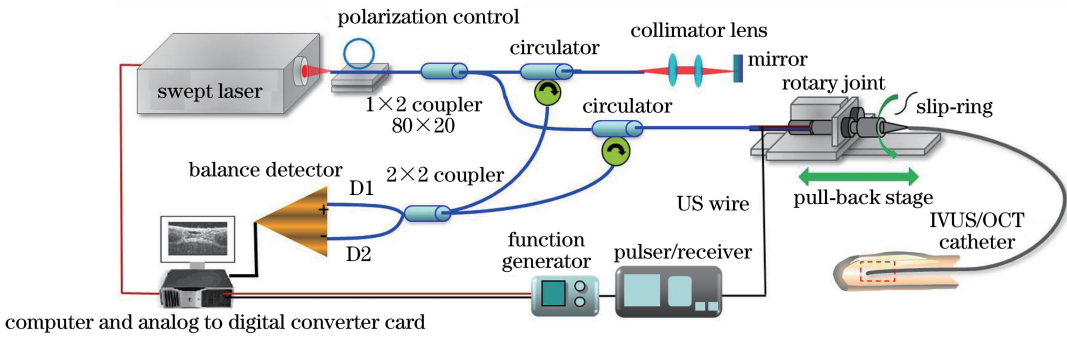 polarization control
collimator lens
circulator
mirror
rotary joint
swept laser
1×2 coupler
80×20
circulator
slip-ring
balance detector
D1
2×2 coupler
+
-
D2
US wire
pull-back stage
IVUS/OCT
catheter
function
generator
pulser/receiver
computer and analog to digital converter card